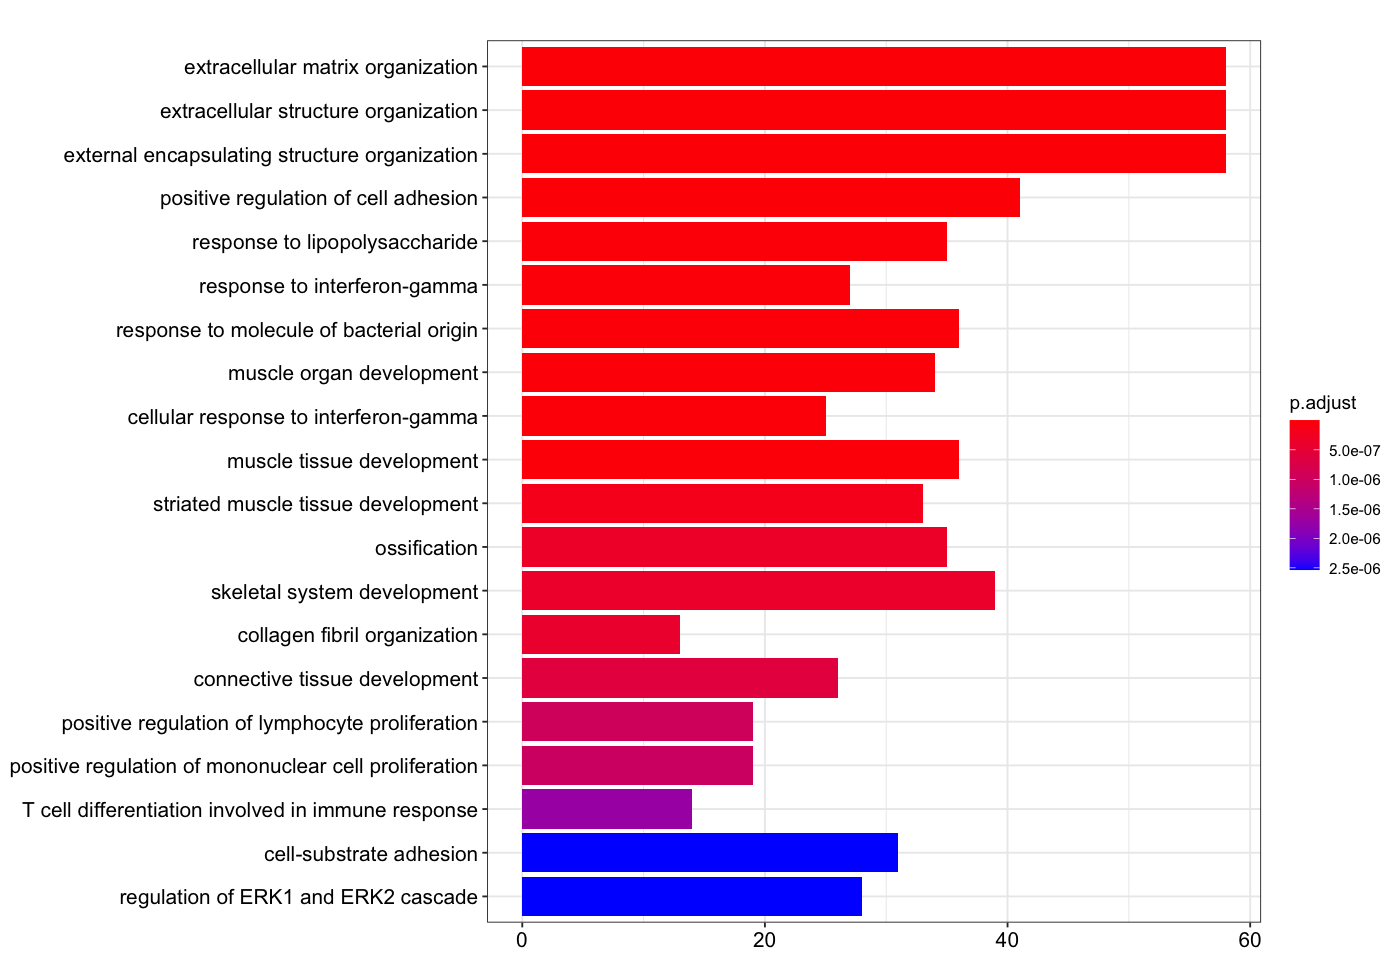 extracellular matrix organization
extracellular structure organization
external encapsulating structure organization
positive regulation of cell adhesion
response to lipopolysaccharide
response to interferon-gamma
response to molecule of bacterial origin
muscle organ development
cellular response to interferon-gamma
muscle tissue development
striated muscle tissue development
ossification
skeletal system development
collagen fibril organization
connective tissue development
positive regulation of lymphocyte proliferation
positive regulation of mononuclear cell proliferation
T cell differentiation involved in immune response
cell-substrate adhesion
regulation of ERK1 and ERK2 cascade
0 20 40 60
p.adjust
5.0e-07
1.0e-06
1.5e-06
2.0e-06
2.5e-06